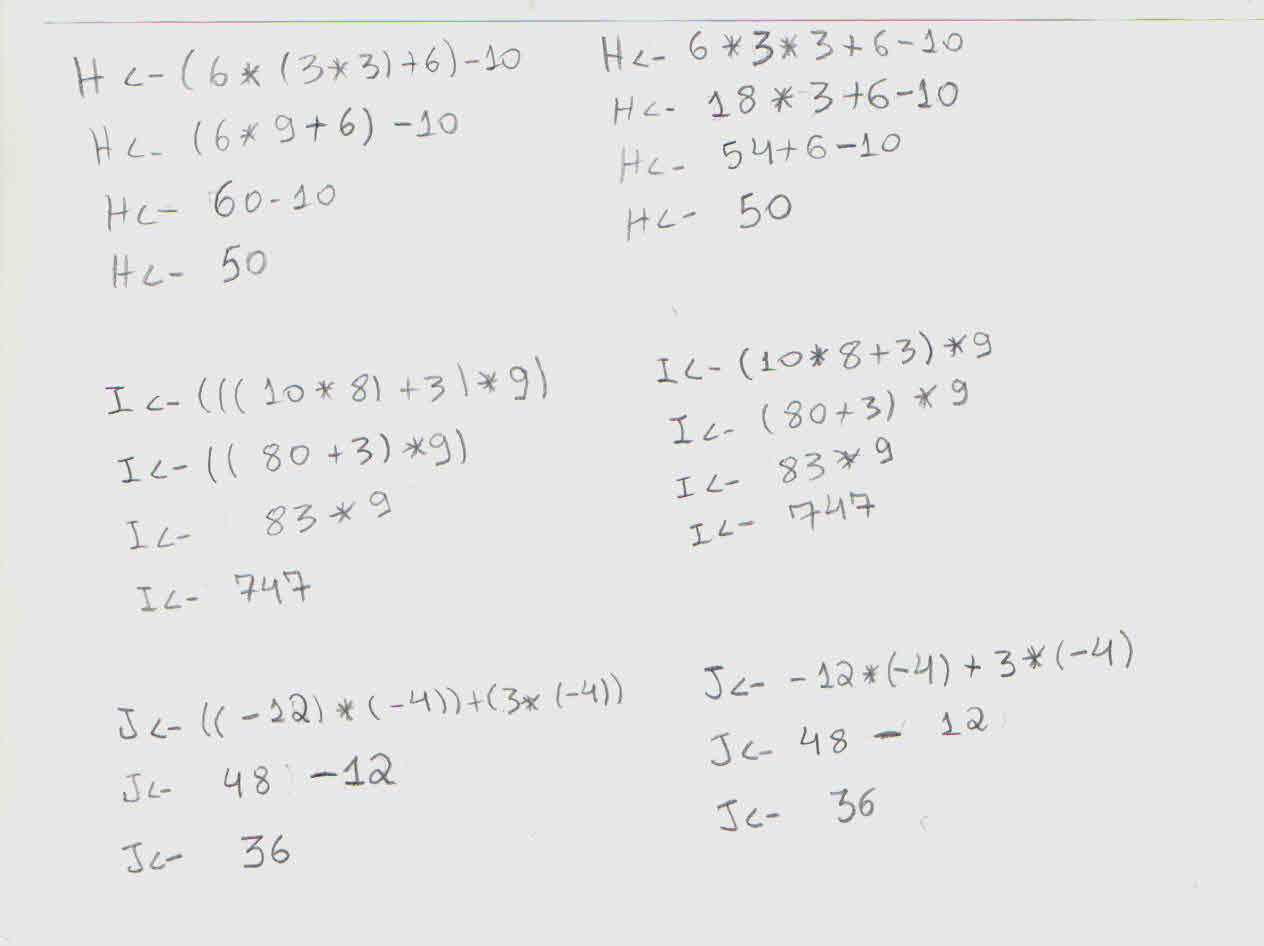 H <- (6 * (3 * 3) + 6) - 10
H <- (6 * 9 + 6) - 10
H <- 60 - 10
H <- 50
H <- 6 * 3 * 3 + 6 - 10
H <- 18 * 3 + 6 - 10
H <- 54 + 6 - 10
H <- 50
I <- (((10 * 8) + 3) * 9)
I <- ((80 + 3) * 9)
I <- 83 * 9
I <- 747
I <- (10 * 8 + 3) * 9
I <- (80 + 3) * 9
I <- 83 * 9
I <- 747
J <- ((-12) * (-4)) + (3 * (-4))
J <- 48 - 12
J <- 36
J <- -12 * (-4) + 3 * (-4)
J <- 48 - 12
J <- 36